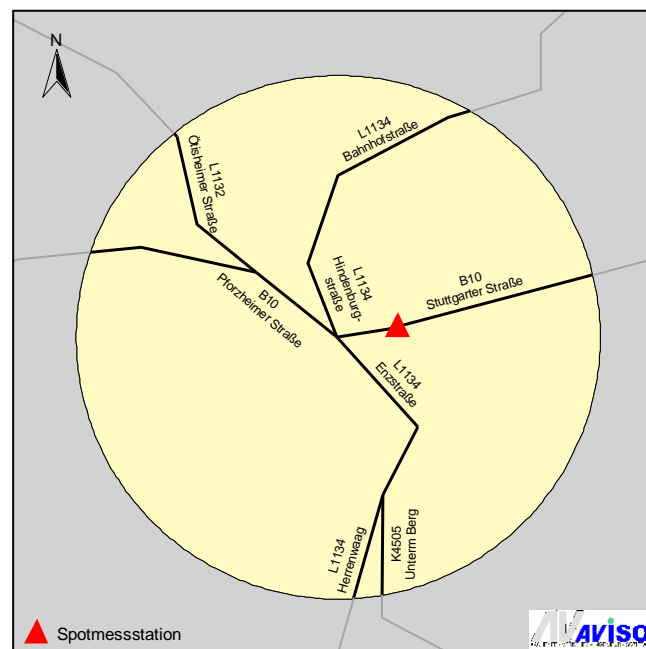 N
L1134
Bahnhofstraße
L1132
Ötisheimer Straße
L1134
Hindenburg-
straße
B10
Stuttgarter Straße
B10
Pforzheimer Straße
L1134
Enzstraße
L1134
Herrenwaag
K4505
Unterm Berg
Spotmessstation
AVISO